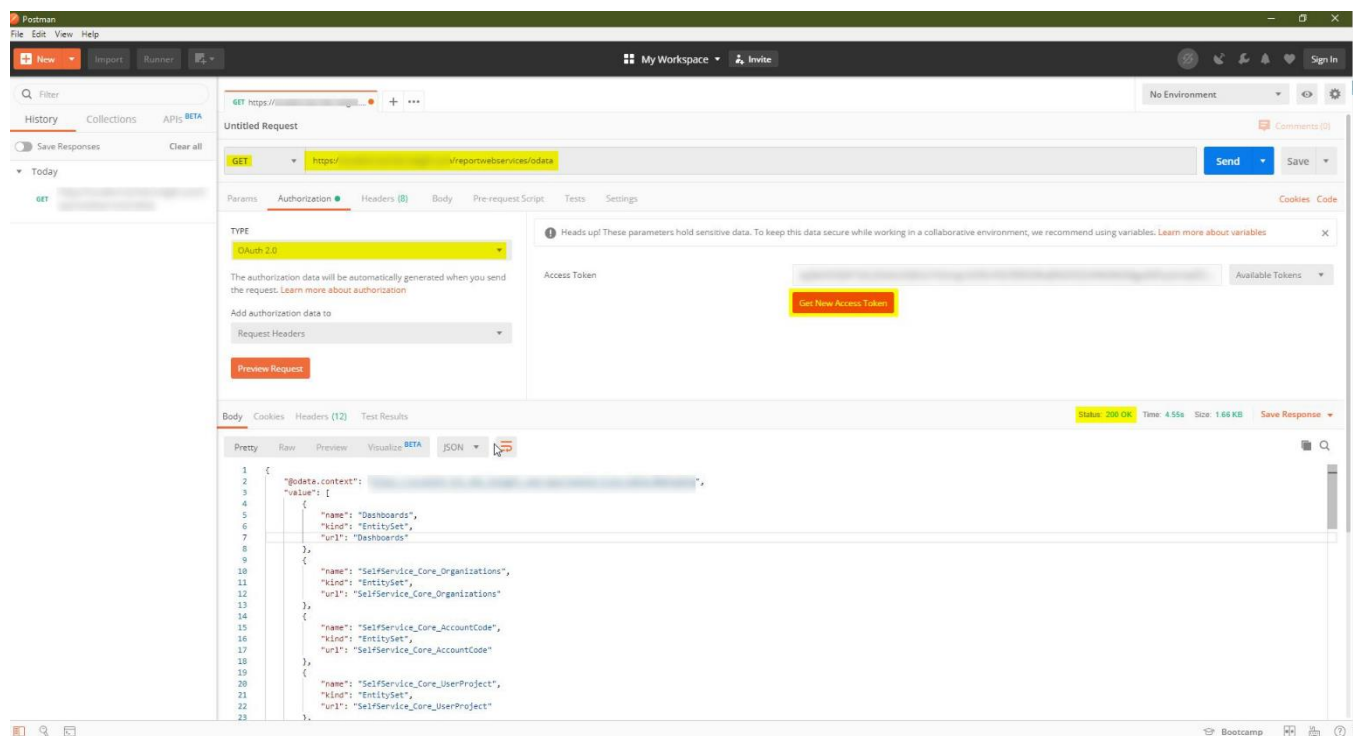 Postman
File Edit View Help
New Import Runner My Workspace Invite Sign In
Filter
History Collections APIs BETA
Save Responses Clear all
Today
GET
GET https:// ...
No Environment
Untitled Request
Comments (0)
GET https:/ /reportwebservices/odata Send Save
Params Authorization Headers (8) Body Pre-request Script Tests Settings Cookies Code
TYPE
OAuth 2.0
The authorization data will be automatically generated when you send
the request. Learn more about authorization
Add authorization data to
Request Headers
Preview Request
Heads up! These parameters hold sensitive data. To keep this data secure while working in a collaborative environment, we recommend using variables. Learn more about variables
Access Token Available Tokens
Get New Access Token
Body Cookies Headers (12) Test Results Status: 200 OK Time: 4.55s Size: 1.66 KB Save Response
Pretty Raw Preview Visualize BETA JSON
1 {
2 "@odata.context": ",
3 "value": [
4 {
5 "name": "Dashboards",
6 "kind": "EntitySet",
7 "url": "Dashboards"
8 },
9 {
10 "name": "SelfService_Core_Organizations",
11 "kind": "EntitySet",
12 "url": "SelfService_Core_Organizations"
13 },
14 {
15 "name": "SelfService_Core_AccountCode",
16 "kind": "EntitySet",
17 "url": "SelfService_Core_AccountCode"
18 },
19 {
20 "name": "SelfService_Core_UserProject",
21 "kind": "EntitySet",
22 "url": "SelfService_Core_UserProject"
23 },
Bootcamp